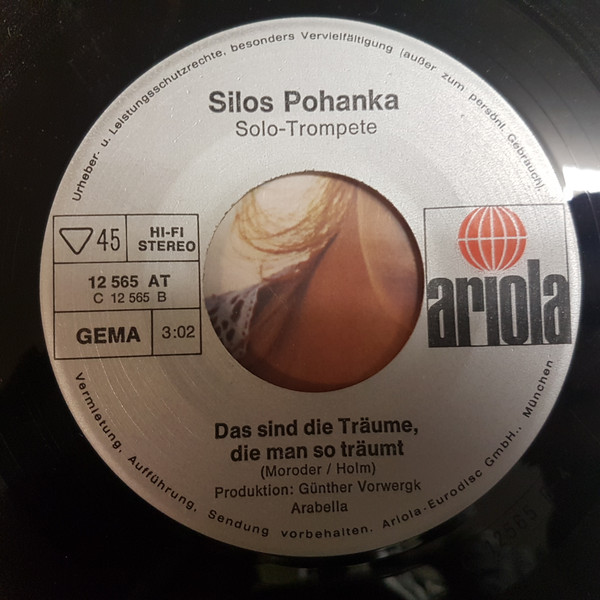 Urheber- u. Leistungsschutzrechte, besonders Vervielfältigung (außer zum persönl. Gebrauch),
Silos Pohanka
Solo-Trompete
45
HI-FI
STEREO
12 565 AT
C 12 565 B
GEMA
3:02
ariola
Das sind die Träume,
die man so träumt
(Moroder / Holm)
Produktion: Günther Vorwergk
Arabella
Vermietung, Aufführung, Sendung vorbehalten. Ariola-Eurodisc GmbH., München